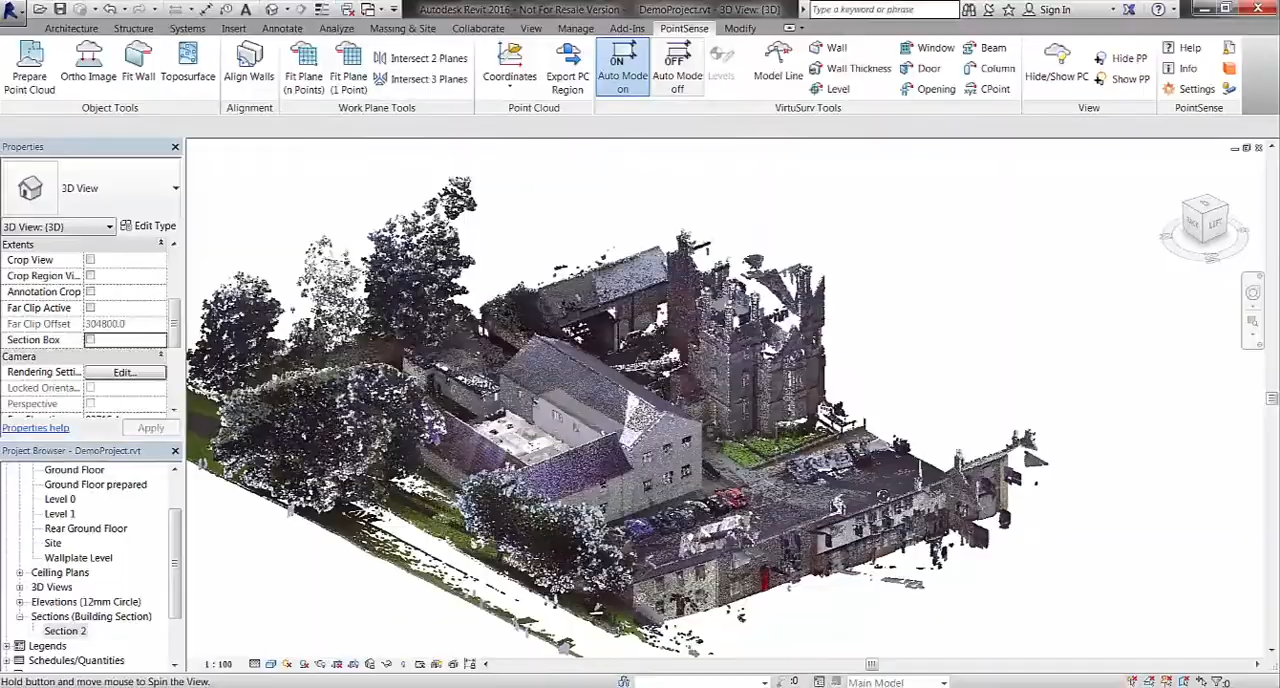 Autodesk Revit 2016 - Not For Resale Version - DemoProject.rvt - 3D View: {3D}
Type a keyword or phrase
Sign In
Architecture Structure Systems Insert Annotate Analyze Massing & Site Collaborate View Manage Add-Ins PointSense Modify
Prepare Point Cloud
Ortho Image
Fit Wall
Toposurface
Object Tools
Align Walls
Alignment
Fit Plane (n Points)
Fit Plane (1 Point)
Intersect 2 Planes
Intersect 3 Planes
Work Plane Tools
Coordinates
Export PC Region
Point Cloud
ON
Auto Mode on
OFF
Auto Mode off
Levels
Model Line
Wall
Wall Thickness
Level
Window
Door
Opening
Beam
Column
CPoint
VirtuSurv Tools
Hide/Show PC
Hide PP
Show PP
View
Help
Info
Settings
PointSense
Properties
3D View
3D View: {3D}
Edit Type
Extents
Crop View
Crop Region Vi...
Annotation Crop
Far Clip Active
Far Clip Offset 304800.0
Section Box
Camera
Rendering Setti... Edit...
Locked Orienta...
Perspective
Properties help
Apply
Project Browser - DemoProject.rvt
Ground Floor
Ground Floor prepared
Level 0
Level 1
Rear Ground Floor
Site
Wallplate Level
Ceiling Plans
3D Views
Elevations (12mm Circle)
Sections (Building Section)
Section 2
Legends
Schedules/Quantities
1 : 100
Hold button and move mouse to Spin the View.
:0
Main Model
:0